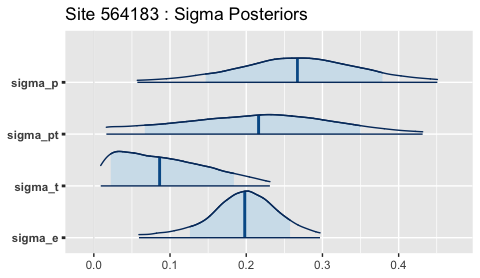 Site 564183 : Sigma Posteriors
sigma_p
sigma_pt
sigma_t
sigma_e
0.0 0.1 0.2 0.3 0.4